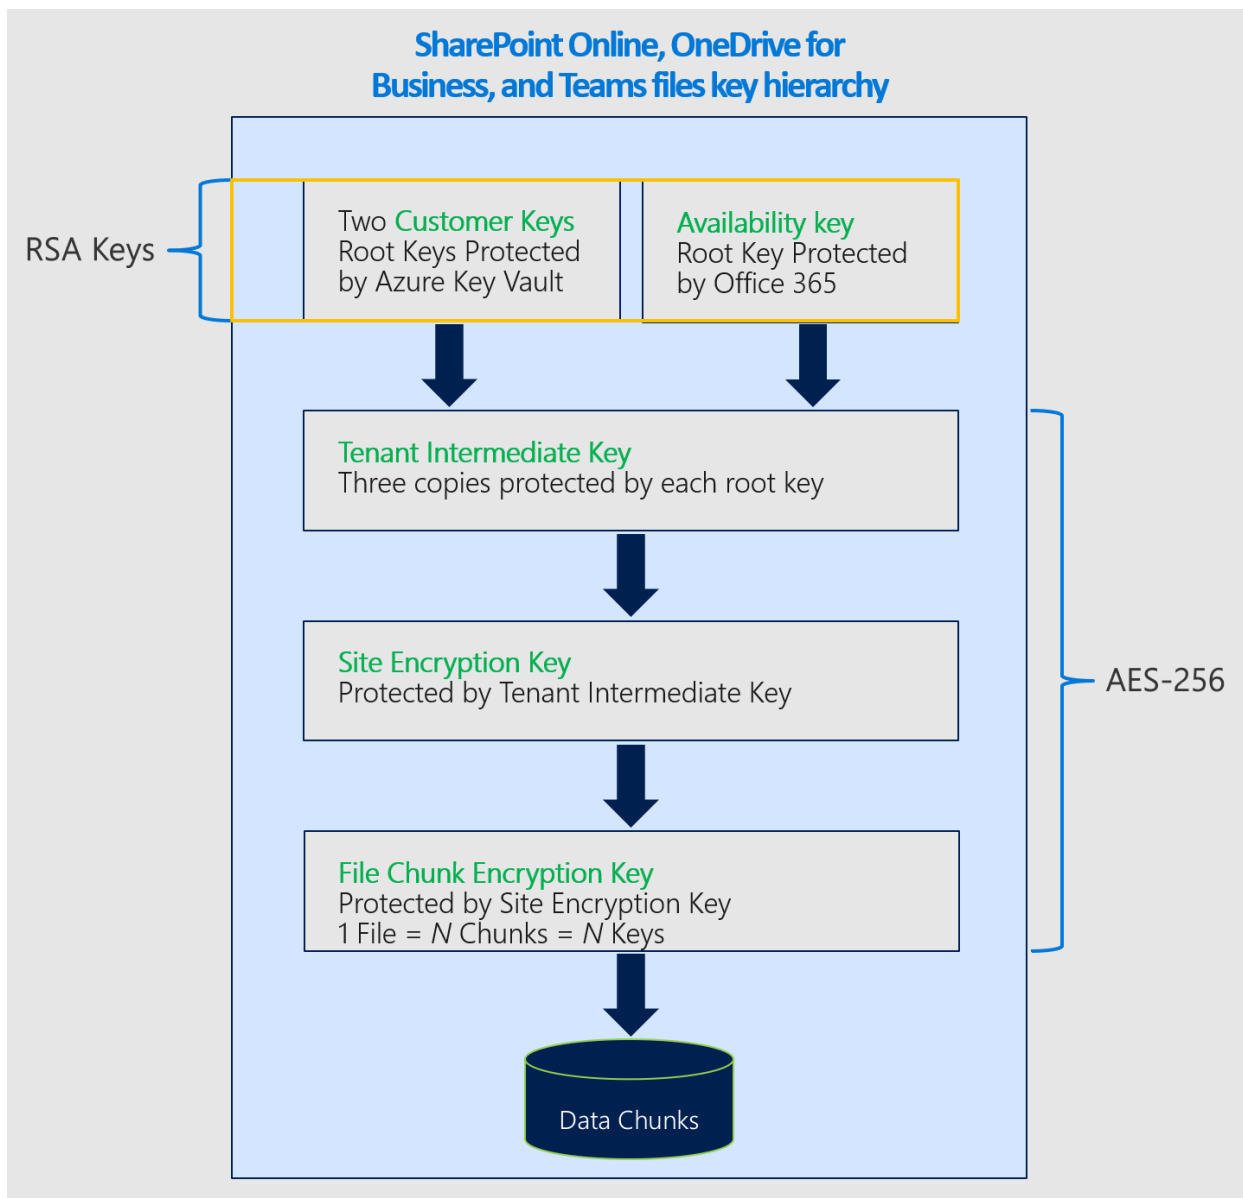 SharePoint Online, OneDrive for
Business, and Teams files key hierarchy
RSA Keys
Two Customer Keys
Root Keys Protected
by Azure Key Vault
Availability key
Root Key Protected
by Office 365
Tenant Intermediate Key
Three copies protected by each root key
Site Encryption Key
Protected by Tenant Intermediate Key
AES-256
File Chunk Encryption Key
Protected by Site Encryption Key
1 File = N Chunks = N Keys
Data Chunks